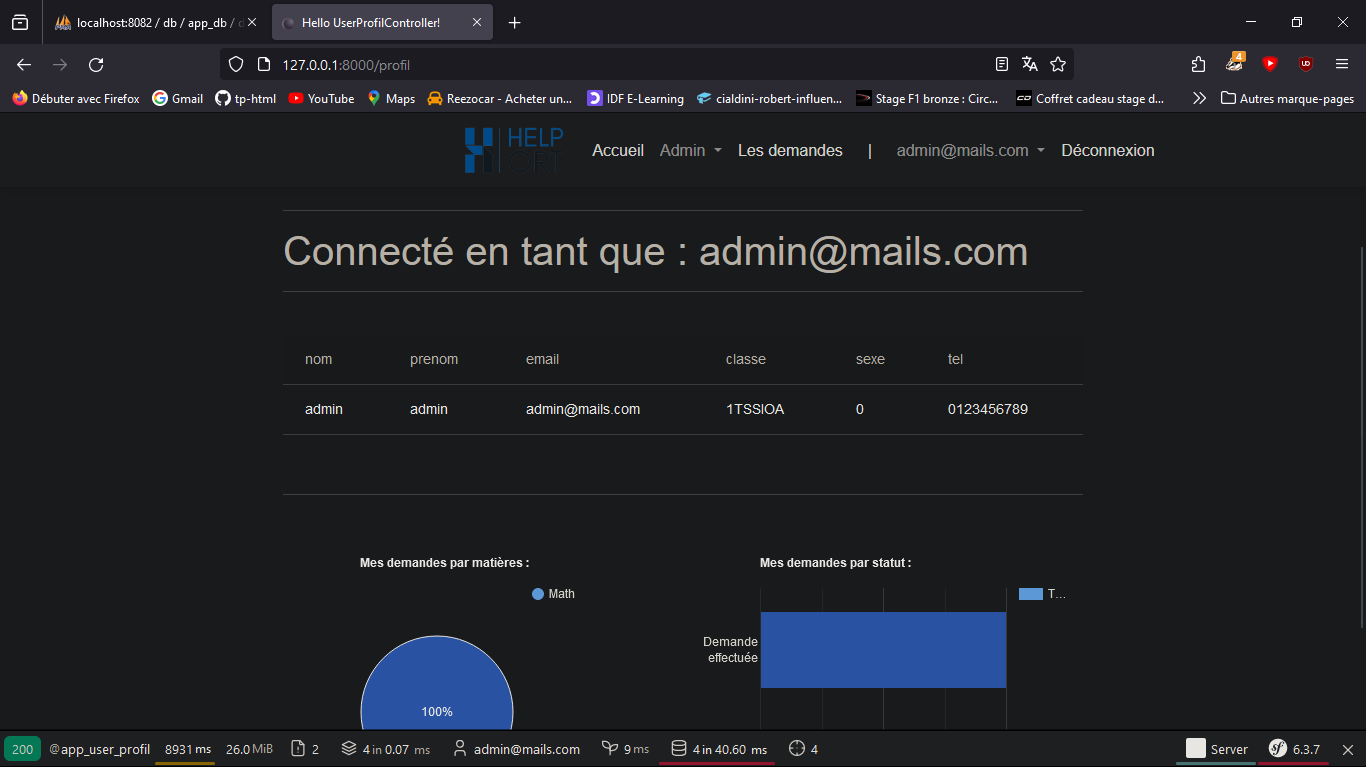 localhost:8082 / db / app_db / d
Hello UserProfilController!
127.0.0.1:8000/profil
4
Débuter avec Firefox
Gmail
tp-html
YouTube
Maps
Reezocar - Acheter un...
IDF E-Learning
cialdini-robert-influen...
Stage F1 bronze : Circ...
Coffret cadeau stage d...
Autres marque-pages
HELP
ORT
Accueil
Admin
Les demandes
|
admin@mails.com
Déconnexion
Connecté en tant que : admin@mails.com
nom prenom email classe sexe tel
admin admin admin@mails.com 1TSSIOA 0 0123456789
Mes demandes par matières :
Math
100%
Mes demandes par statut :
T...
Demande
effectuée
200 @app_user_profil 8931 ms 26.0 MiB 2 4 in 0.07 ms admin@mails.com 9 ms 4 in 40.60 ms 4 Server sf 6.3.7